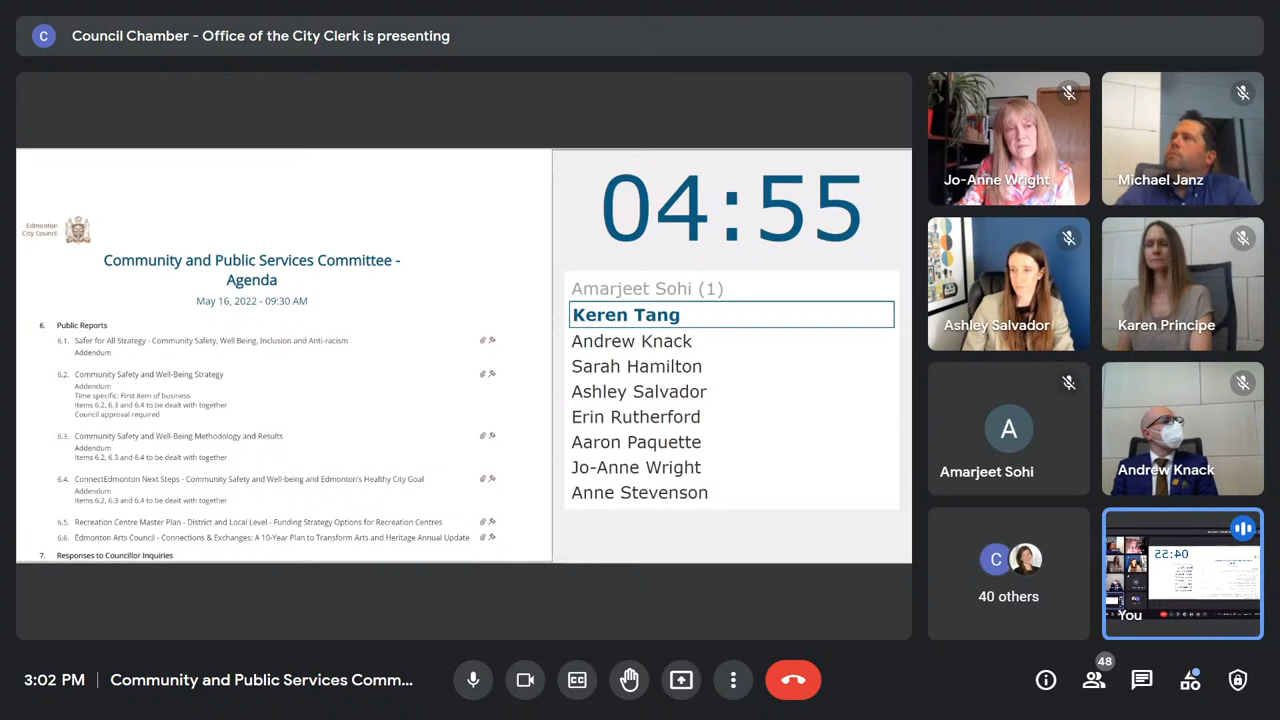 C
Council Chamber - Office of the City Clerk is presenting
Edmonton
City Council
Community and Public Services Committee -
Agenda
May 16, 2022 - 09:30 AM
6. Public Reports
6.1. Safer for All Strategy - Community Safety, Well Being, Inclusion and Anti-racism
Addendum
6.2. Community Safety and Well-Being Strategy
Addendum
Time specific: First item of business
Items 6.2, 6.3 and 6.4 to be dealt with together
Council approval required
6.3. Community Safety and Well-Being Methodology and Results
Addendum
Items 6.2, 6.3 and 6.4 to be dealt with together
6.4. ConnectEdmonton Next Steps - Community Safety and Well-being and Edmonton's Healthy City Goal
Addendum
Items 6.2, 6.3 and 6.4 to be dealt with together
6.5. Recreation Centre Master Plan - District and Local Level - Funding Strategy Options for Recreation Centres
6.6. Edmonton Arts Council - Connections & Exchanges: A 10-Year Plan to Transform Arts and Heritage Annual Update
7. Responses to Councillor Inquiries
04:55
Amarjeet Sohi (1)
Keren Tang
Andrew Knack
Sarah Hamilton
Ashley Salvador
Erin Rutherford
Aaron Paquette
Jo-Anne Wright
Anne Stevenson
Jo-Anne Wright
Michael Janz
Ashley Salvador
Karen Principe
A
Amarjeet Sohi
Andrew Knack
C
40 others
04:55
You
3:02 PM | Community and Public Services Comm...
CC
48